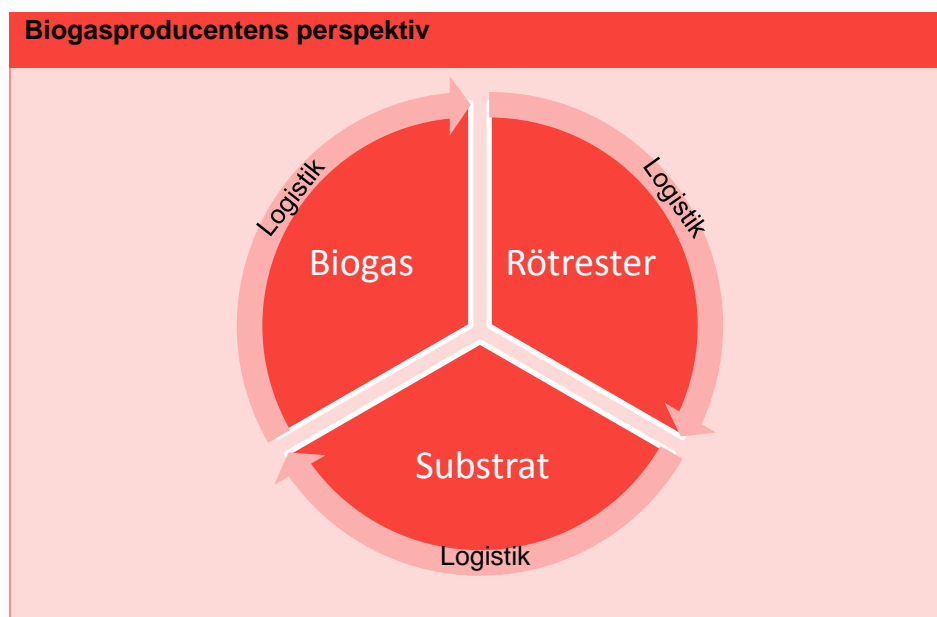 Biogasproducentens perspektiv
Logistik
Logistik
Biogas
Rötrester
Substrat
Logistik